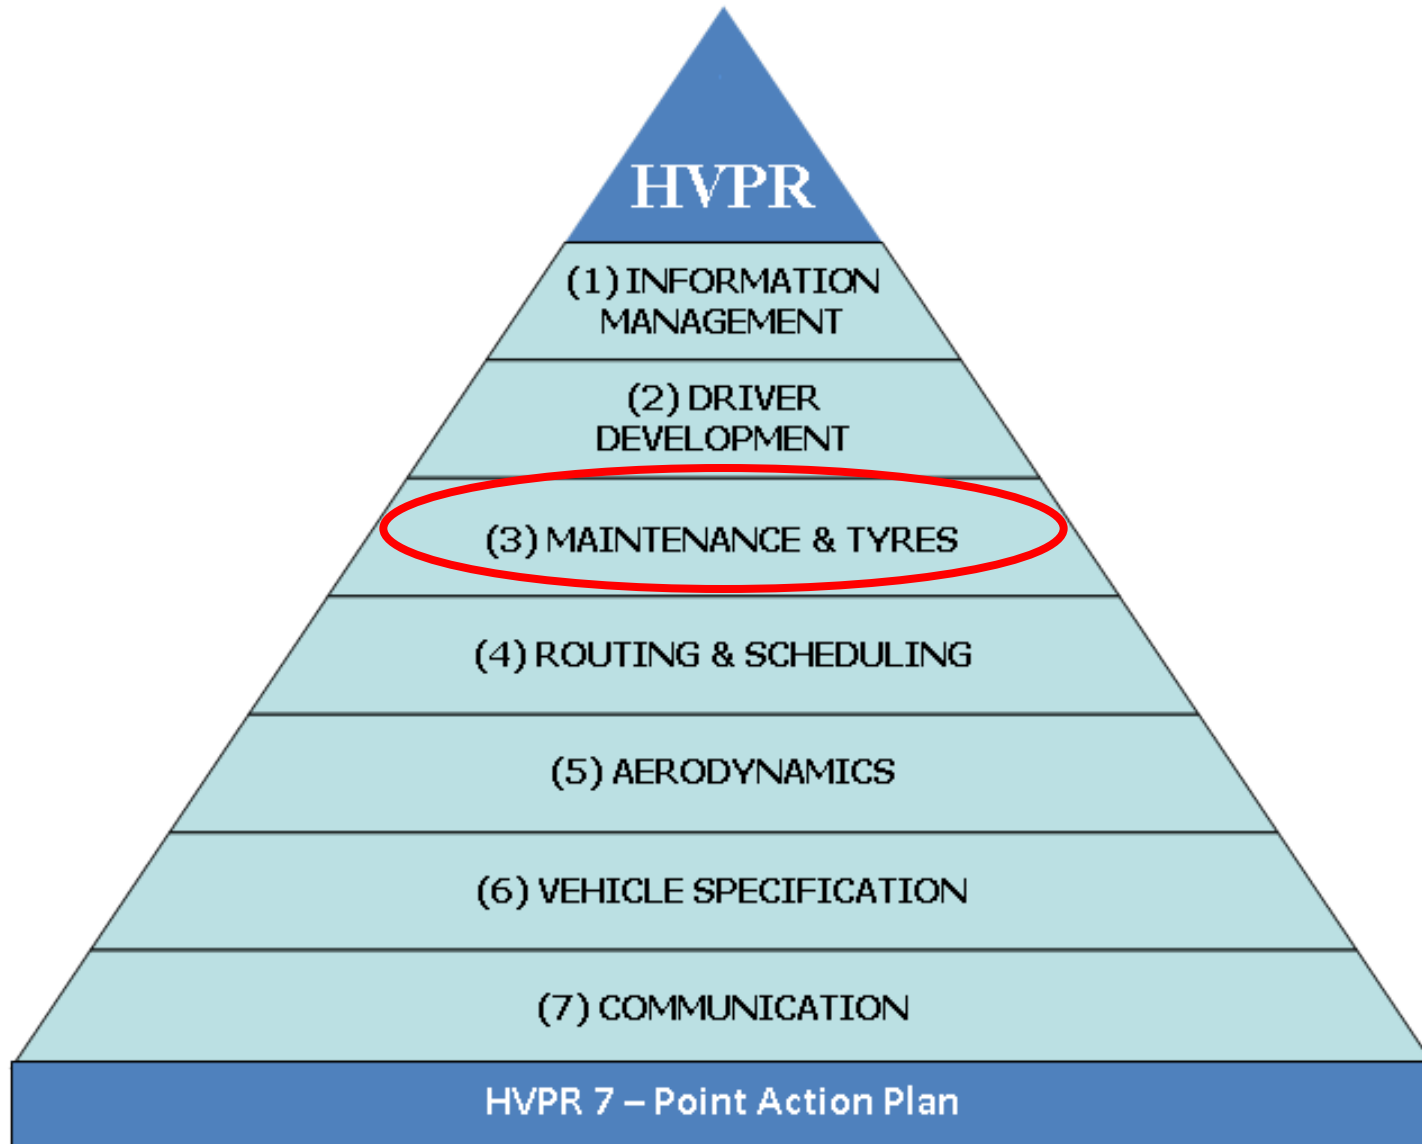 HVPR
(1) INFORMATION
MANAGEMENT
(2) DRIVER
DEVELOPMENT
(3) MAINTENANCE & TYRES
(4) ROUTING & SCHEDULING
(5) AERODYNAMICS
(6) VEHICLE SPECIFICATION
(7) COMMUNICATION
HVPR 7 – Point Action Plan